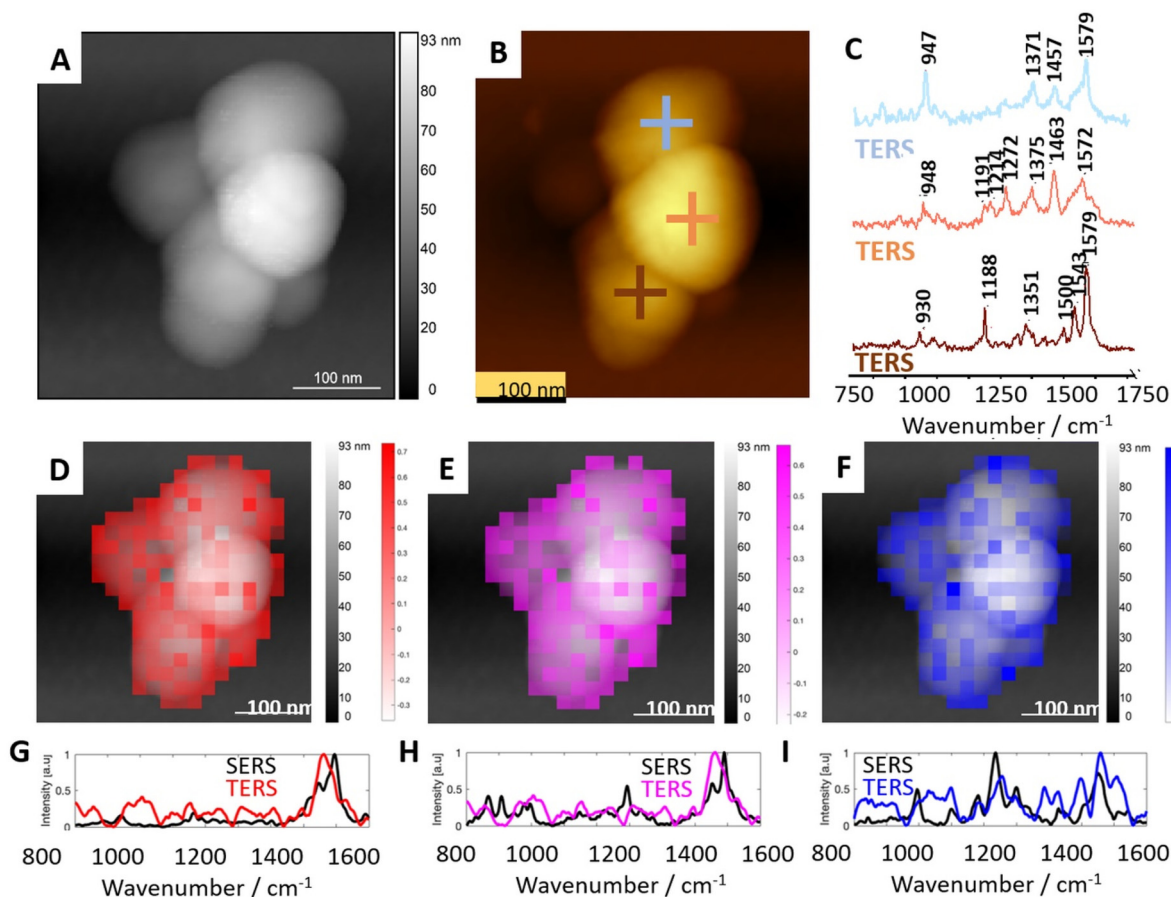 A
93 nm
80
70
60
50
40
30
20
10
0
100 nm
B
100 nm
C
947
1371
1457
1579
TERS
948
1191
1214
1272
1375
1463
1572
TERS
930
1188
1351
1500
1543
1579
TERS
750 1000 1250 1500 1750
Wavenumber / cm⁻¹
D
93 nm
80
70
60
50
40
30
20
10
0
0.7
0.6
0.5
0.4
0.3
0.2
0.1
0
-0.1
-0.2
-0.3
100 nm
E
93 nm
80
70
60
50
40
30
20
10
0
0.6
0.5
0.4
0.3
0.2
0.1
0
-0.1
-0.2
100 nm
F
93 nm
80
70
60
50
40
30
20
10
0
100 nm
G
Intensity [a.u]
1
0.5
0
SERS
TERS
800 1000 1200 1400 1600
Wavenumber / cm⁻¹
H
Intensity [a.u]
1
0.5
0
SERS
TERS
800 1000 1200 1400 1600
Wavenumber / cm⁻¹
I
Intensity [a.u]
1
0.5
0
SERS
TERS
800 1000 1200 1400 1600
Wavenumber / cm⁻¹